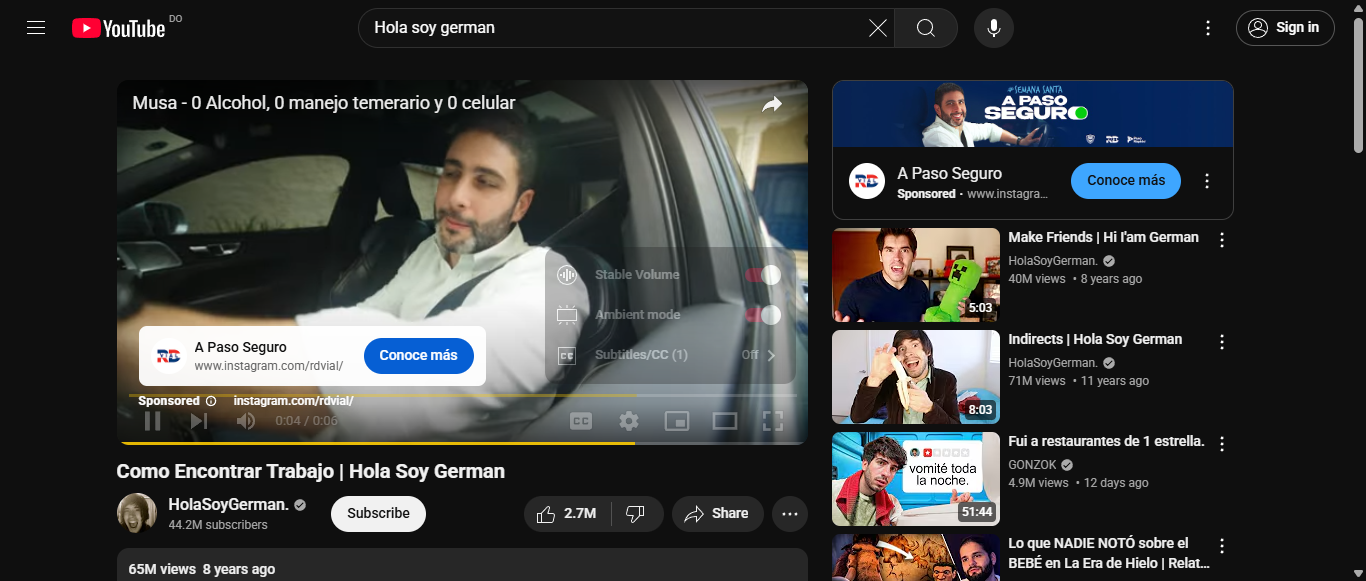 YouTube DO
Hola soy german
Sign in
Musa - 0 Alcohol, 0 manejo temerario y 0 celular
Stable Volume
Ambient mode
Subtitles/CC (1) Off
A Paso Seguro
www.instagram.com/rdvial/
Conoce más
Sponsored instagram.com/rdvial/
0:04 / 0:06
CC
Como Encontrar Trabajo | Hola Soy German
HolaSoyGerman.
44.2M subscribers
Subscribe
2.7M
Share
65M views 8 years ago
#SEMANA SANTA
A PASO
SEGURO
RD
A Paso Seguro
Sponsored · www.instagra...
Conoce más
Make Friends | Hi I'am German
HolaSoyGerman.
40M views • 8 years ago
5:03
Indirects | Hola Soy German
HolaSoyGerman.
71M views • 11 years ago
8:03
Fui a restaurantes de 1 estrella.
GONZOK
4.9M views • 12 days ago
vomité toda
la noche.
51:44
Lo que NADIE NOTÓ sobre el
BEBÉ en La Era de Hielo | Relat...